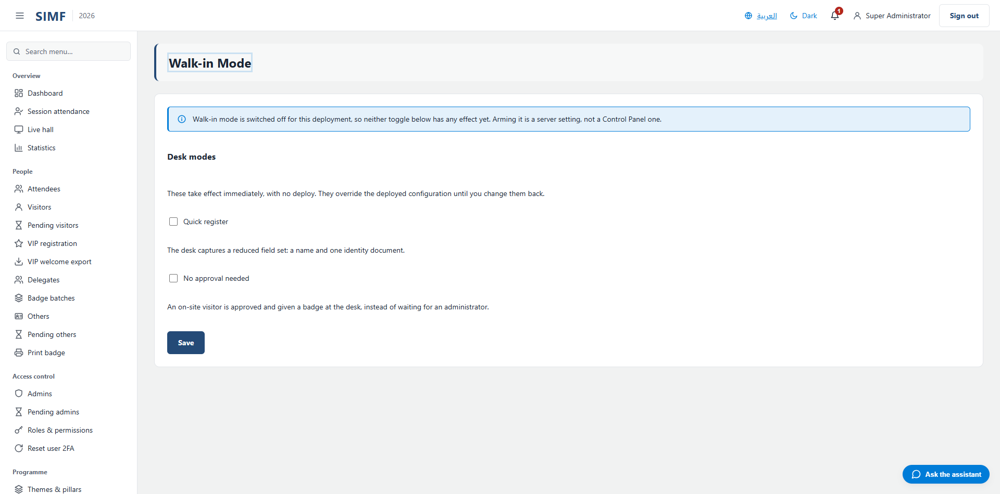 SIMF
2026
العربية
Dark
1
Super Administrator
Sign out
Search menu...
Overview
Dashboard
Session attendance
Live hall
Statistics
People
Attendees
Visitors
Pending visitors
VIP registration
VIP welcome export
Delegates
Badge batches
Others
Pending others
Print badge
Access control
Admins
Pending admins
Roles & permissions
Reset user 2FA
Programme
Themes & pillars
Walk-in Mode
Walk-in mode is switched off for this deployment, so neither toggle below has any effect yet. Arming it is a server setting, not a Control Panel one.
Desk modes
These take effect immediately, with no deploy. They override the deployed configuration until you change them back.
Quick register
The desk captures a reduced field set: a name and one identity document.
No approval needed
An on-site visitor is approved and given a badge at the desk, instead of waiting for an administrator.
Save
Ask the assistant